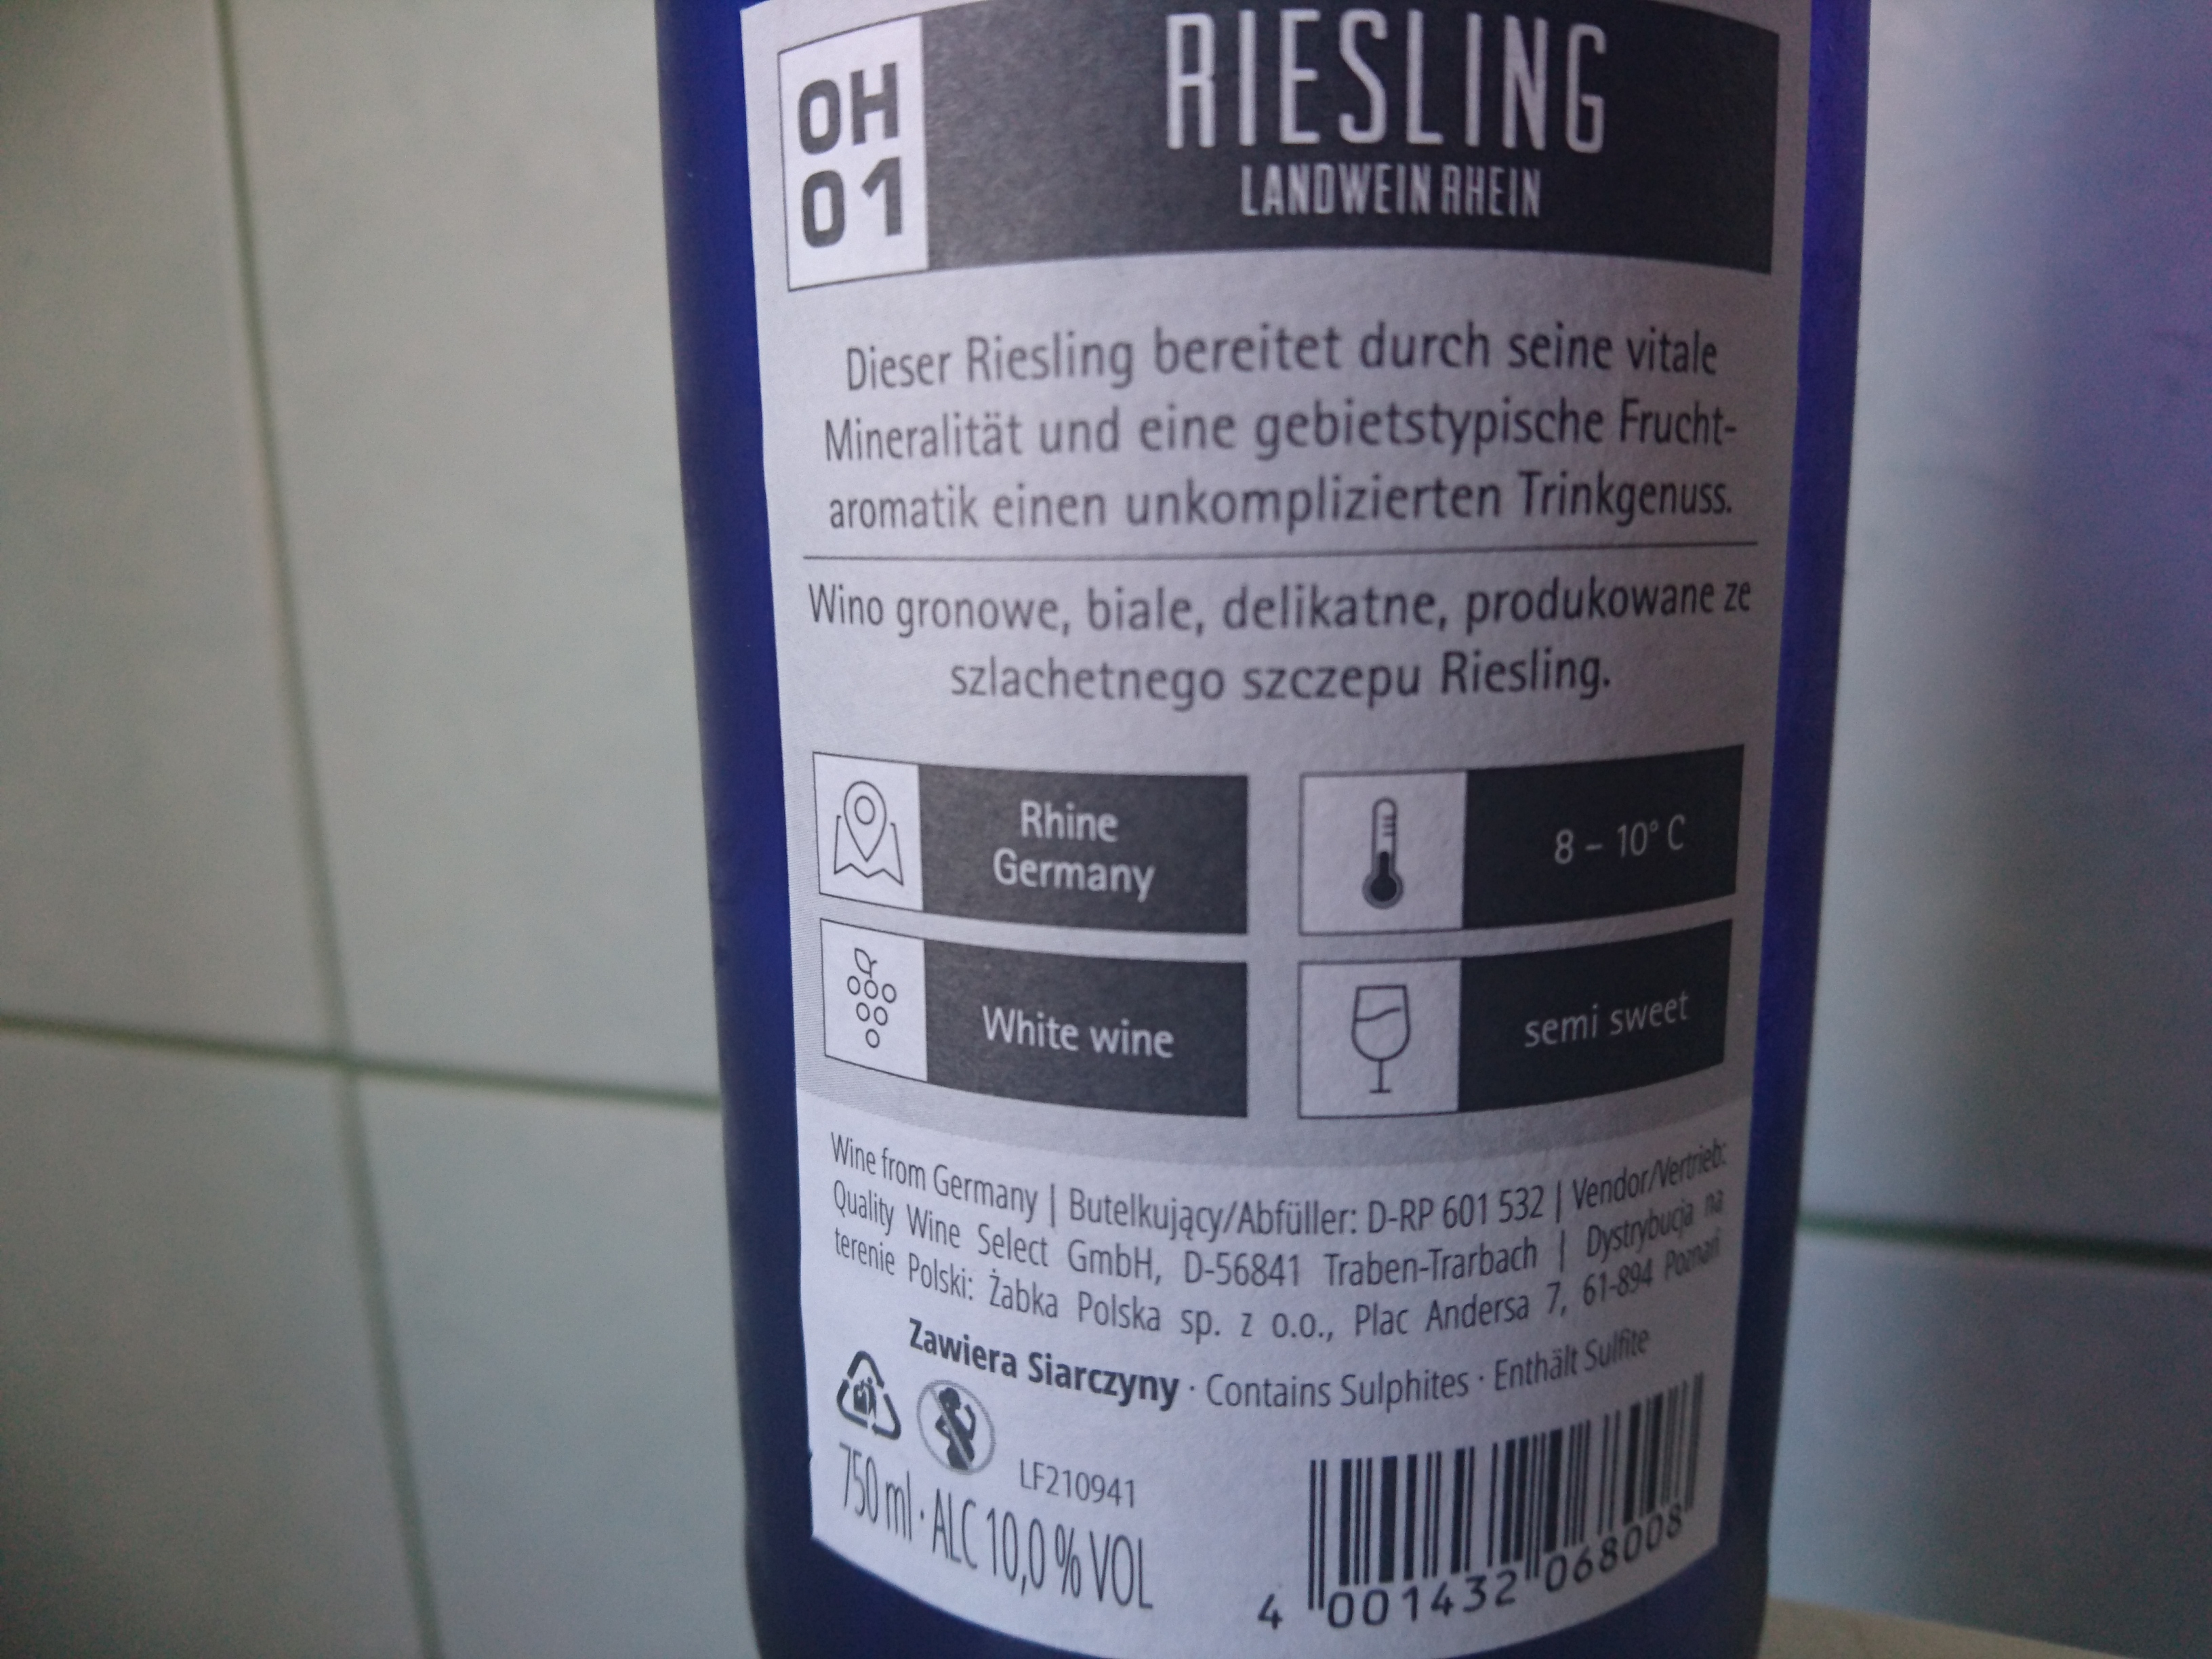 OH
01
RIESLING
LANDWEIN RHEIN
Dieser Riesling bereitet durch seine vitale
Mineralität und eine gebietstypische Frucht-
aromatik einen unkomplizierten Trinkgenuss.
Wino gronowe, biale, delikatne, produkowane ze
szlachetnego szczepu Riesling.
Rhine
Germany
8 – 10° C
White wine
semi sweet
Wine from Germany | Butelkujący/Abfüller: D-RP 601 532 | Vendor/Vertrieb:
Quality Wine Select GmbH, D-56841 Traben-Trarbach | Dystrybucja na
terenie Polski: Żabka Polska sp. z o.o., Plac Andersa 7, 61-894 Poznań
Zawiera Siarczyny · Contains Sulphites · Enthält Sulfite
LF210941
750 ml · ALC 10,0 % VOL
4 001432 068008